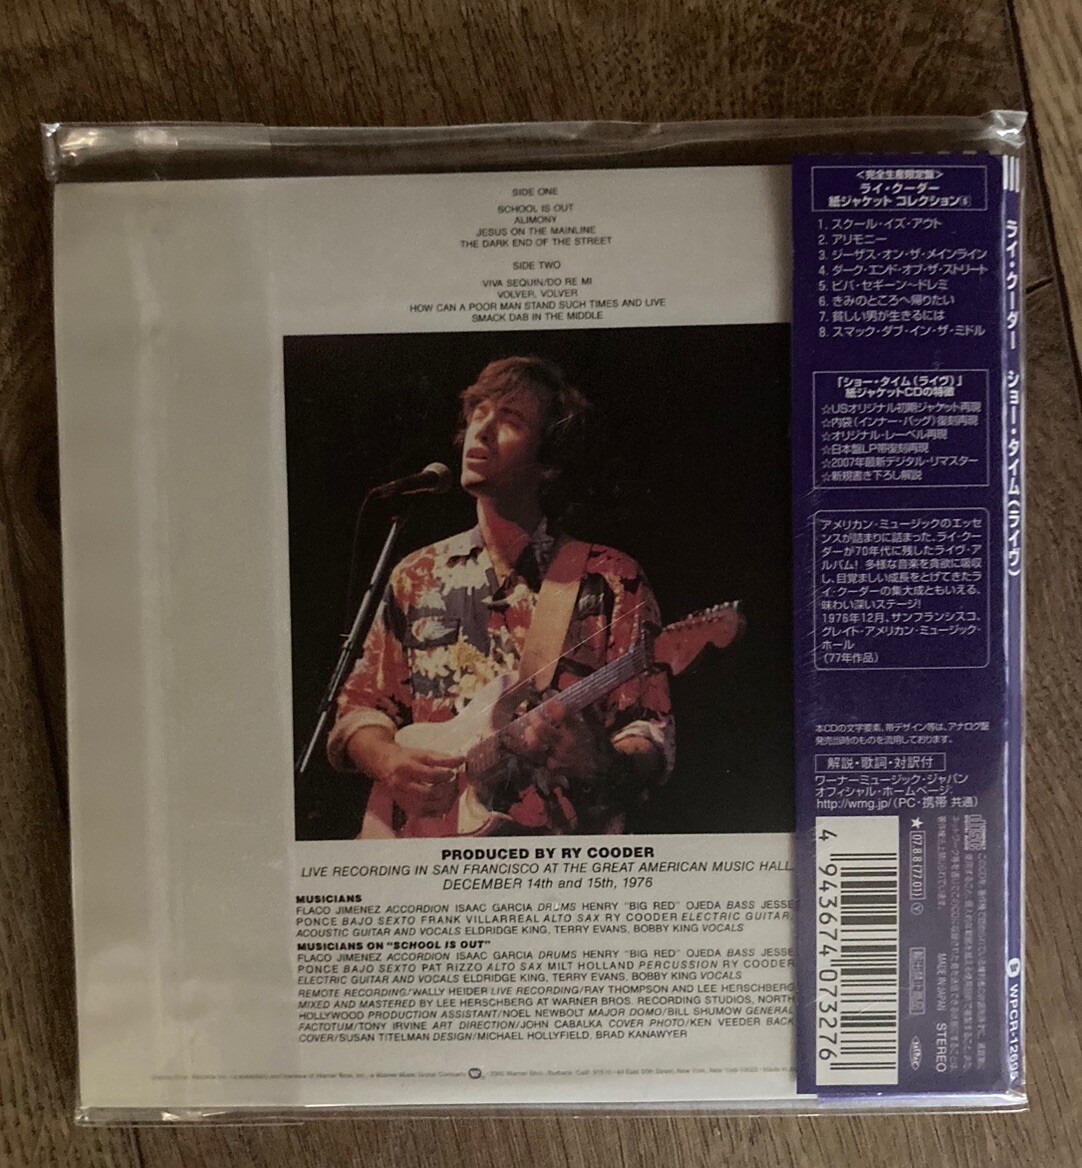 SIDE ONE
SCHOOL IS OUT
ALIMONY
JESUS ON THE MAINLINE
THE DARK END OF THE STREET
SIDE TWO
VIVA SEQUIN/DO RE MI
VOLVER, VOLVER
HOW CAN A POOR MAN STAND SUCH TIMES AND LIVE
SMACK DAB IN THE MIDDLE
PRODUCED BY RY COODER
LIVE RECORDING IN SAN FRANCISCO AT THE GREAT AMERICAN MUSIC HALL
DECEMBER 14th and 15th, 1976
MUSICIANS
FLACO JIMENEZ ACCORDION ISAAC GARCIA DRUMS HENRY "BIG RED" OJEDA BASS JESSE
PONCE BAJO SEXTO FRANK VILLARREAL ALTO SAX RY COODER ELECTRIC GUITAR,
ACOUSTIC GUITAR AND VOCALS ELDRIDGE KING, TERRY EVANS, BOBBY KING VOCALS
MUSICIANS ON "SCHOOL IS OUT"
FLACO JIMENEZ ACCORDION ISAAC GARCIA DRUMS HENRY "BIG RED" OJEDA BASS JESSE
PONCE BAJO SEXTO PAT RIZZO ALTO SAX MILT HOLLAND PERCUSSION RY COODER
ELECTRIC GUITAR AND VOCALS ELDRIDGE KING, TERRY EVANS, BOBBY KING VOCALS
REMOTE RECORDING/WALLY HEIDER LIVE RECORDING/RAY THOMPSON AND LEE HERSCHBERG
MIXED AND MASTERED BY LEE HERSCHBERG AT WARNER BROS. RECORDING STUDIOS, NORTH
HOLLYWOOD PRODUCTION ASSISTANT/NOEL NEWBOLT MAJOR DOMO/BILL SHUMOW GENERAL
FACTOTUM/TONY IRVINE ART DIRECTION/JOHN CABALKA COVER PHOTO/KEN VEEDER BACK
COVER/SUSAN TITELMAN DESIGN/MICHAEL HOLLYFIELD, BRAD KANAWYER
<完全生産限定盤>
ライ・クーダー
紙ジャケット コレクション
1. スクール・イズ・アウト
2. アリモニー
3. ジーザス・オン・ザ・メインライン
4. ダーク・エンド・オブ・ザ・ストリート
5. ビバ・セギーン～ドレミ
6. きみのところへ帰りたい
7. 貧しい男が生きるには
8. スマック・ダブ・イン・ザ・ミドル
「ショー・タイム(ライヴ)」
紙ジャケットCDの特徴
☆USオリジナル初期ジャケット再現
☆内袋(インナー・バッグ)復刻再現
☆オリジナル・レーベル再現
☆日本盤LP帯復刻再現
☆2007年最新デジタル・リマスター
☆新規書き下ろし解説
アメリカン・ミュージックのエッセ
ンスが詰まりに詰まった、ライ・クー
ダーが70年代に残したライヴ・ア
ルバム! 多様な音楽を貪欲に吸収
し、目覚ましい成長をとげてきたラ
イ・クーダーの集大成ともいえる、
味わい深いステージ!
1976年12月、サンフランシスコ、
グレイト・アメリカン・ミュージック・
ホール
(77年作品)
本CDの文字要素、帯デザイン等は、アナログ盤
発売当時のものを流用しております。
解説・歌詞・対訳付
ワーナーミュージック・ジャパン
オフィシャル・ホームページ:
http://wmg.jp/(PC・携帯 共通)
4 943674 073276
★ 07.8.8 (77.01) Y
MADE IN JAPAN STEREO
ライ・クーダー ショー・タイム(ライヴ)
WPCR-12695